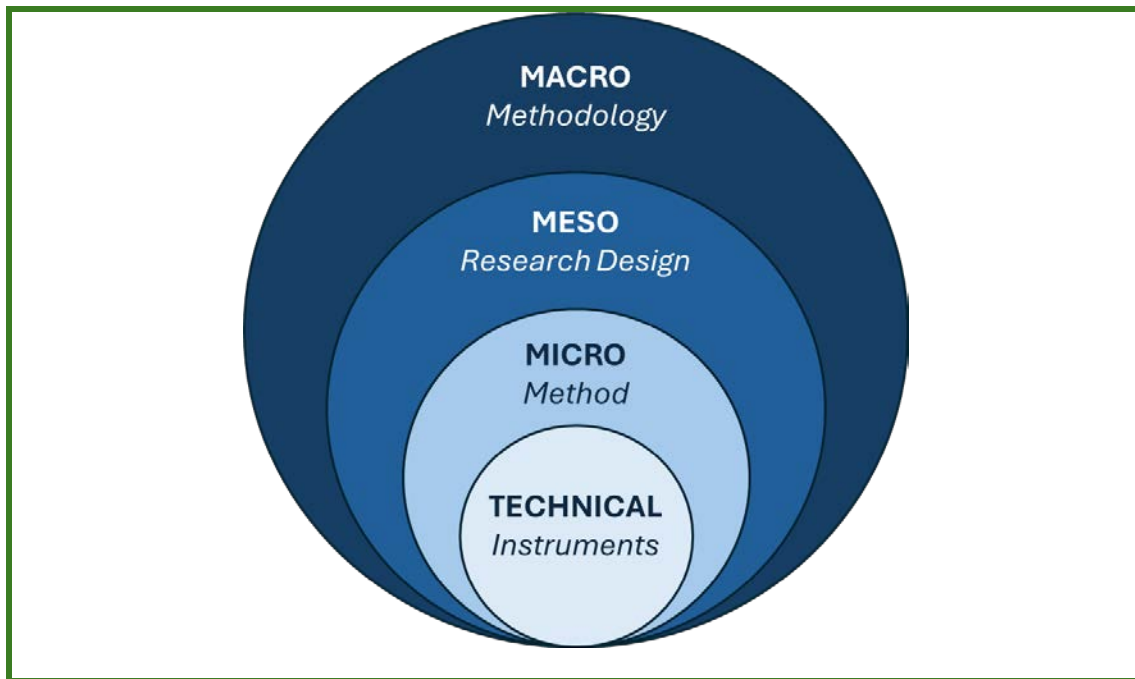 MACRO
Methodology
MESO
Research Design
MICRO
Method
TECHNICAL
Instruments